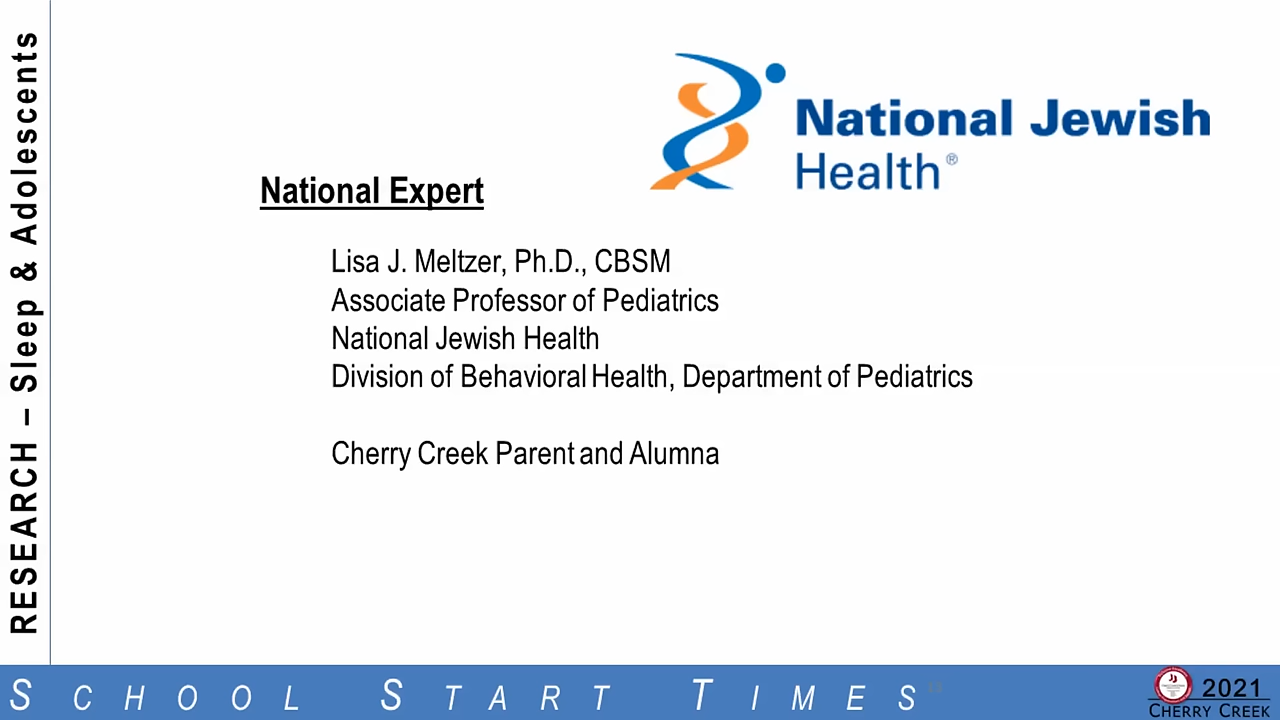 RESEARCH – Sleep & Adolescents
National Jewish
Health®
National Expert
Lisa J. Meltzer, Ph.D., CBSM
Associate Professor of Pediatrics
National Jewish Health
Division of Behavioral Health, Department of Pediatrics
Cherry Creek Parent and Alumna
SCHOOL START TIMES
2021
CHERRY CREEK